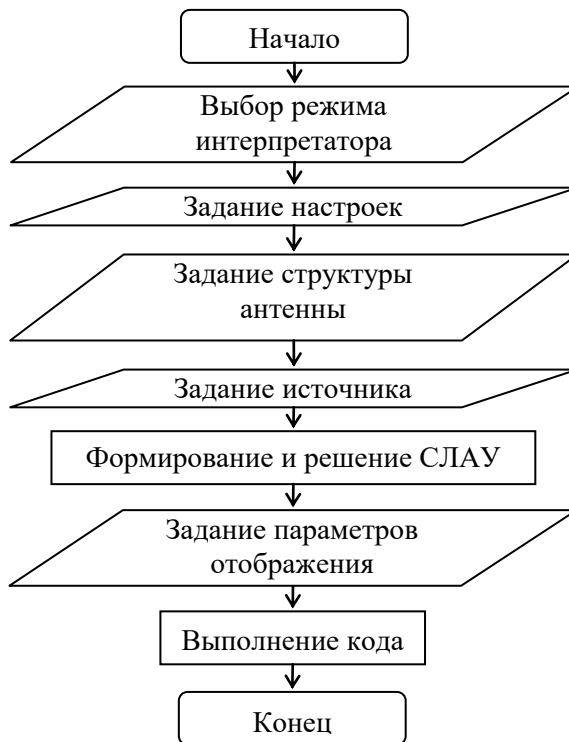 Начало
Выбор режима
интерпретатора
Задание настроек
Задание структуры
антенны
Задание источника
Формирование и решение СЛАУ
Задание параметров
отображения
Выполнение кода
Конец